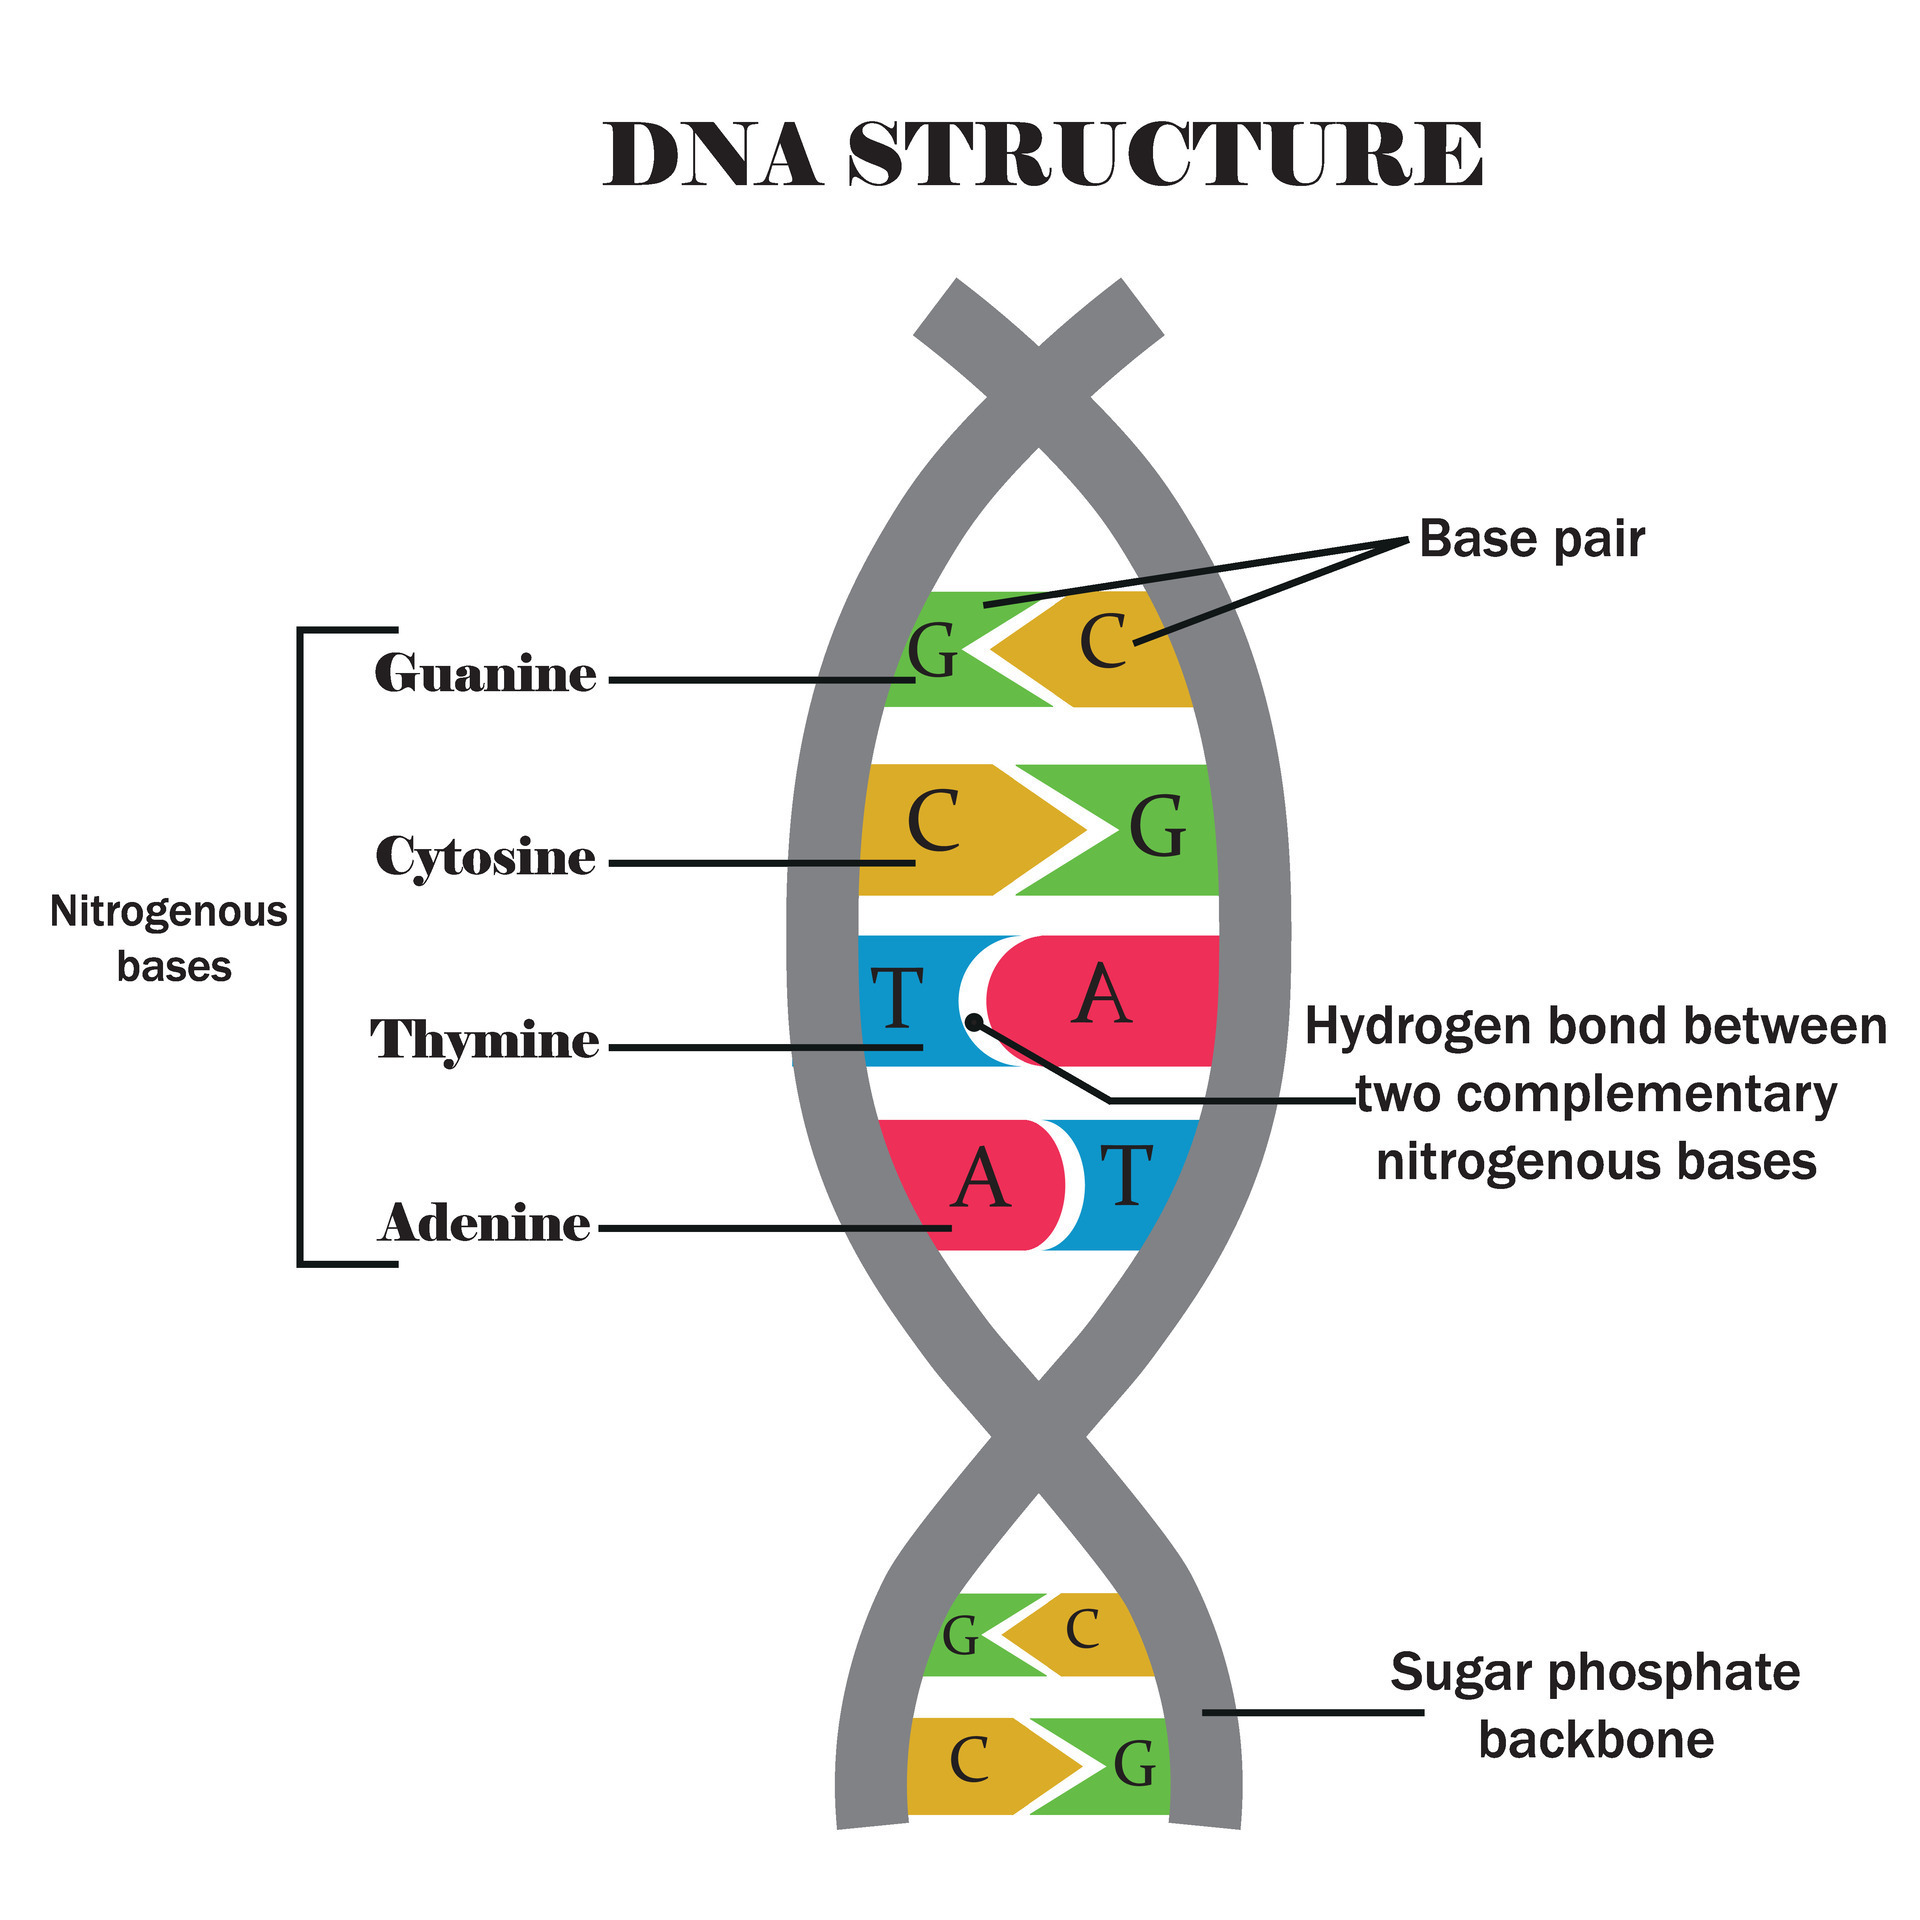 DNA STRUCTURE
Base pair
G C
Guanine
C G
Cytosine
Nitrogenous
bases
T A
Thymine
Hydrogen bond between
two complementary
nitrogenous bases
A T
Adenine
G C
Sugar phosphate
backbone
C G